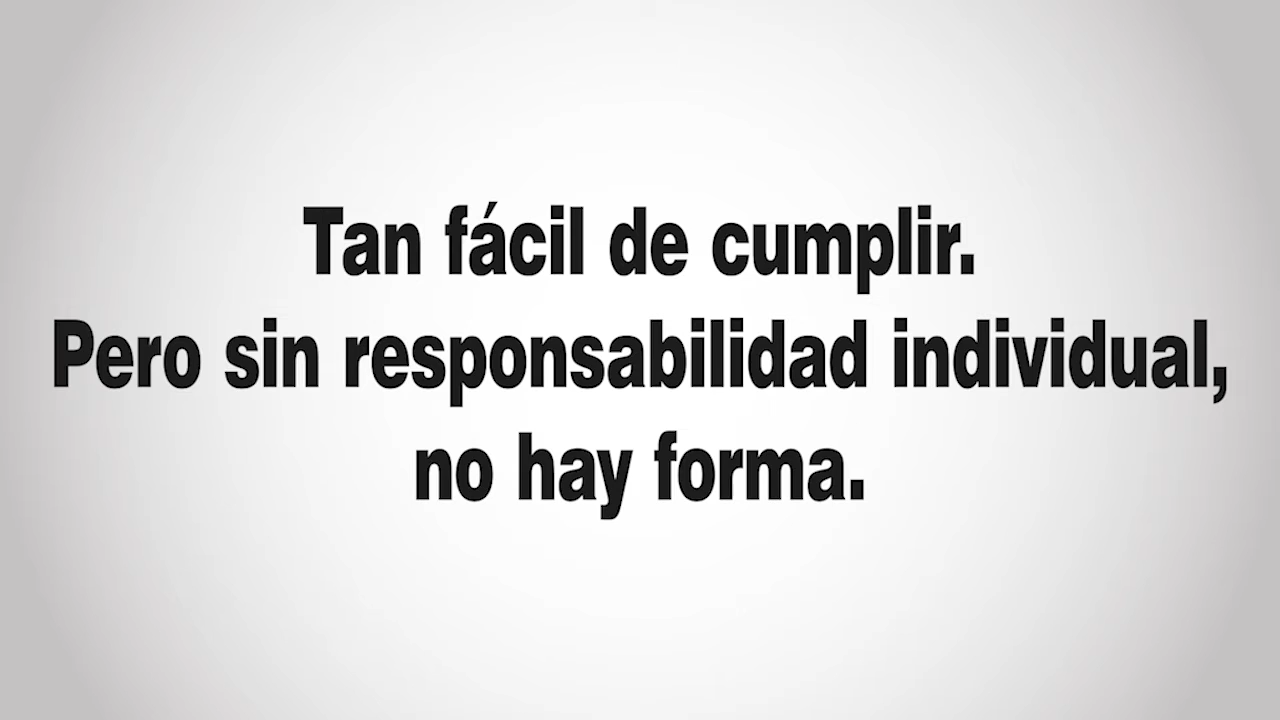 Tan fácil de cumplir.
Pero sin responsabilidad individual,
no hay forma.